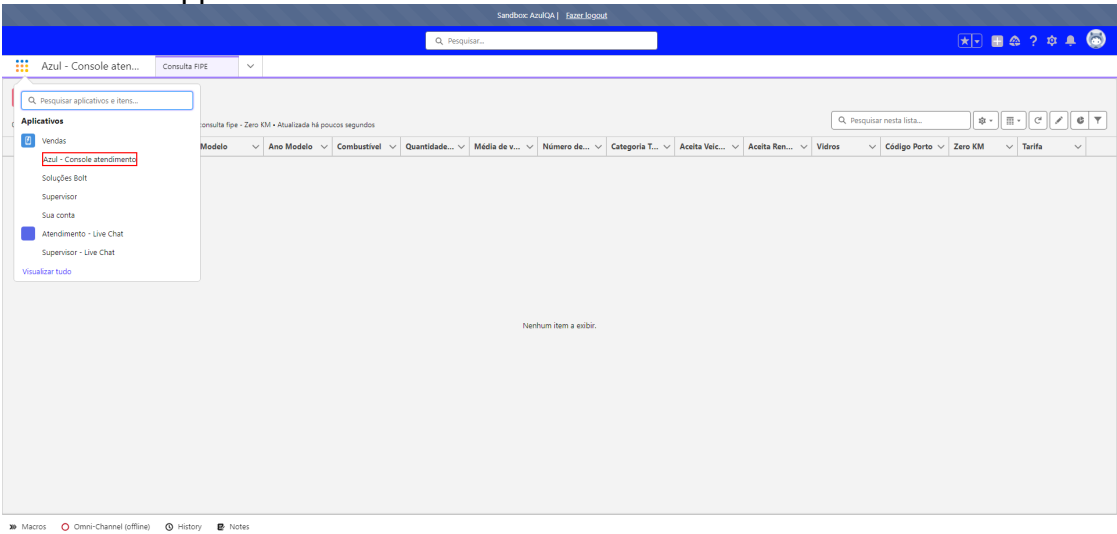 Sandbox: AzulQA | Fazer logout
Pesquisar...
Azul - Console aten...
Consulta FIPE
Pesquisar aplicativos e itens...
Aplicativos
Vendas
Azul - Console atendimento
Soluções Bolt
Supervisor
Sua conta
Atendimento - Live Chat
Supervisor - Live Chat
Visualizar tudo
consulta fipe - Zero KM • Atualizada há poucos segundos
Pesquisar nesta lista...
Modelo Ano Modelo Combustível Quantidade... Média de v... Número de... Categoria T... Aceita Veíc... Aceita Ren... Vidros Código Porto Zero KM Tarifa
Nenhum item a exibir.
Macros Omni-Channel (offline) History Notes